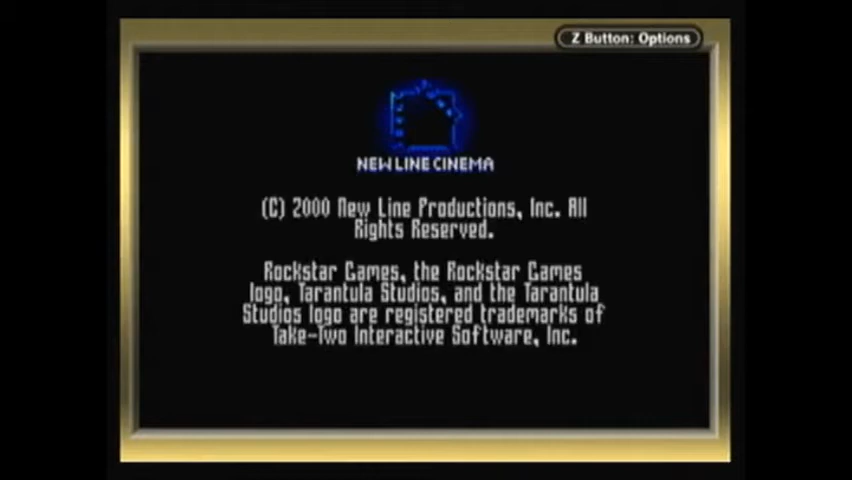 Z Button: Options
NEW LINE CINEMA
(C) 2000 New Line Productions, Inc. All
Rights Reserved.
Rockstar Games, the Rockstar Games
logo, Tarantula Studios, and the Tarantula
Studios logo are registered trademarks of
Take-Two Interactive Software, Inc.